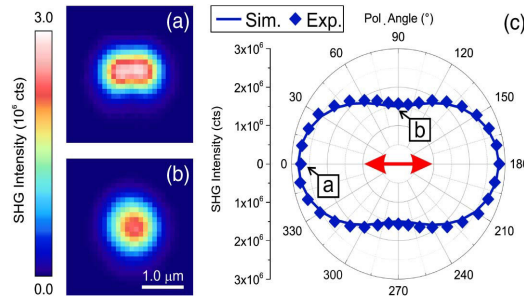 3.0
SHG Intensity (10⁶ cts)
0.0
(a)
(b)
1.0 μm
Sim. Exp. Pol Angle (°) (c)
90
60 120
30 150
0 180
330 210
300 240
270
SHG Intensity (cts)
3x10⁶
2x10⁶
1x10⁶
0
1x10⁶
2x10⁶
3x10⁶
a
b